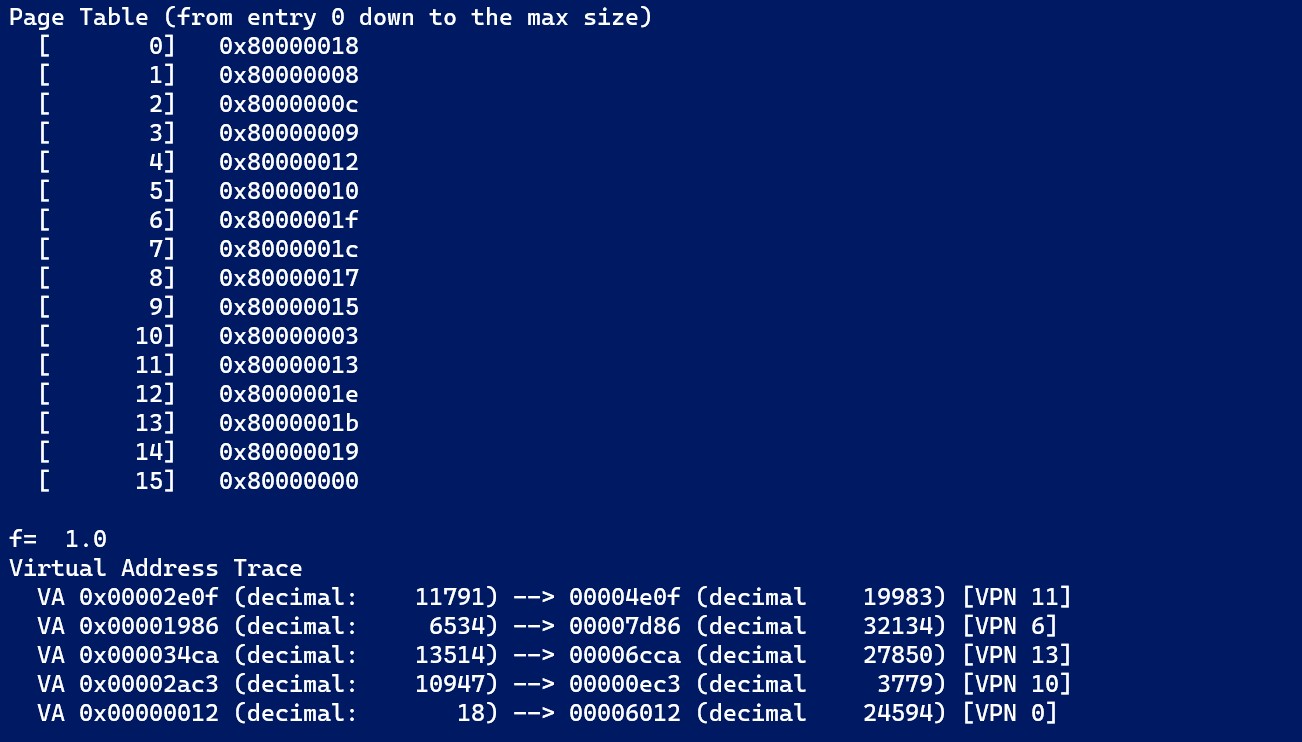 Page Table (from entry 0 down to the max size)
  [       0]   0x80000018
  [       1]   0x80000008
  [       2]   0x8000000c
  [       3]   0x80000009
  [       4]   0x80000012
  [       5]   0x80000010
  [       6]   0x8000001f
  [       7]   0x8000001c
  [       8]   0x80000017
  [       9]   0x80000015
  [      10]   0x80000003
  [      11]   0x80000013
  [      12]   0x8000001e
  [      13]   0x8000001b
  [      14]   0x80000019
  [      15]   0x80000000

f=  1.0
Virtual Address Trace
  VA 0x00002e0f (decimal:    11791) --> 00004e0f (decimal    19983) [VPN 11]
  VA 0x00001986 (decimal:     6534) --> 00007d86 (decimal    32134) [VPN 6]
  VA 0x000034ca (decimal:    13514) --> 00006cca (decimal    27850) [VPN 13]
  VA 0x00002ac3 (decimal:    10947) --> 00000ec3 (decimal     3779) [VPN 10]
  VA 0x00000012 (decimal:       18) --> 00006012 (decimal    24594) [VPN 0]